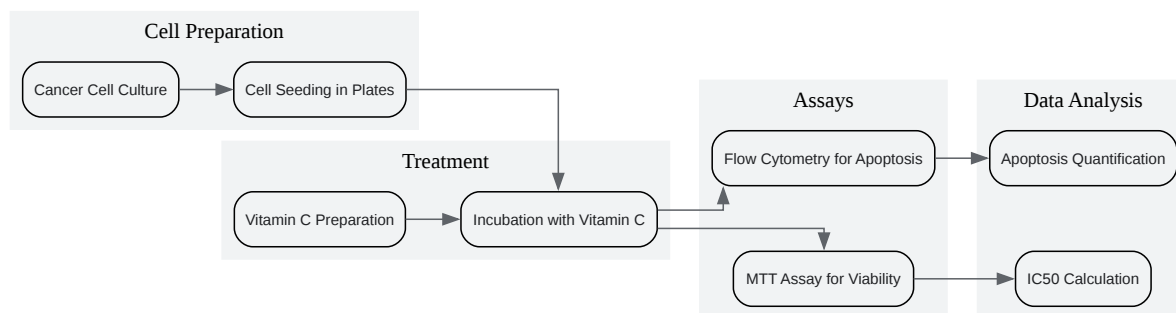 Cell Preparation
Cancer Cell Culture
Cell Seeding in Plates
Treatment
Vitamin C Preparation
Incubation with Vitamin C
Assays
Flow Cytometry for Apoptosis
MTT Assay for Viability
Data Analysis
Apoptosis Quantification
IC50 Calculation